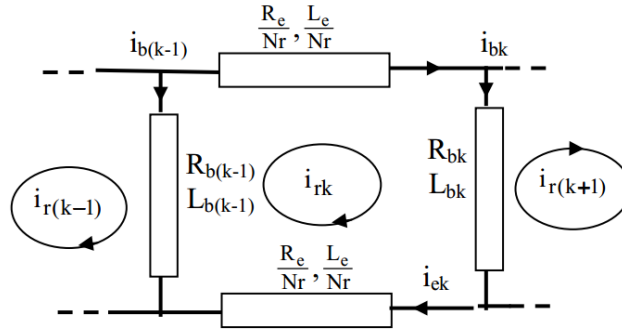 R_e/Nr, L_e/Nr
i_b(k-1)
i_bk
R_b(k-1)
L_b(k-1)
R_bk
L_bk
i_r(k−1)
i_rk
i_r(k+1)
R_e/Nr, L_e/Nr
i_ek